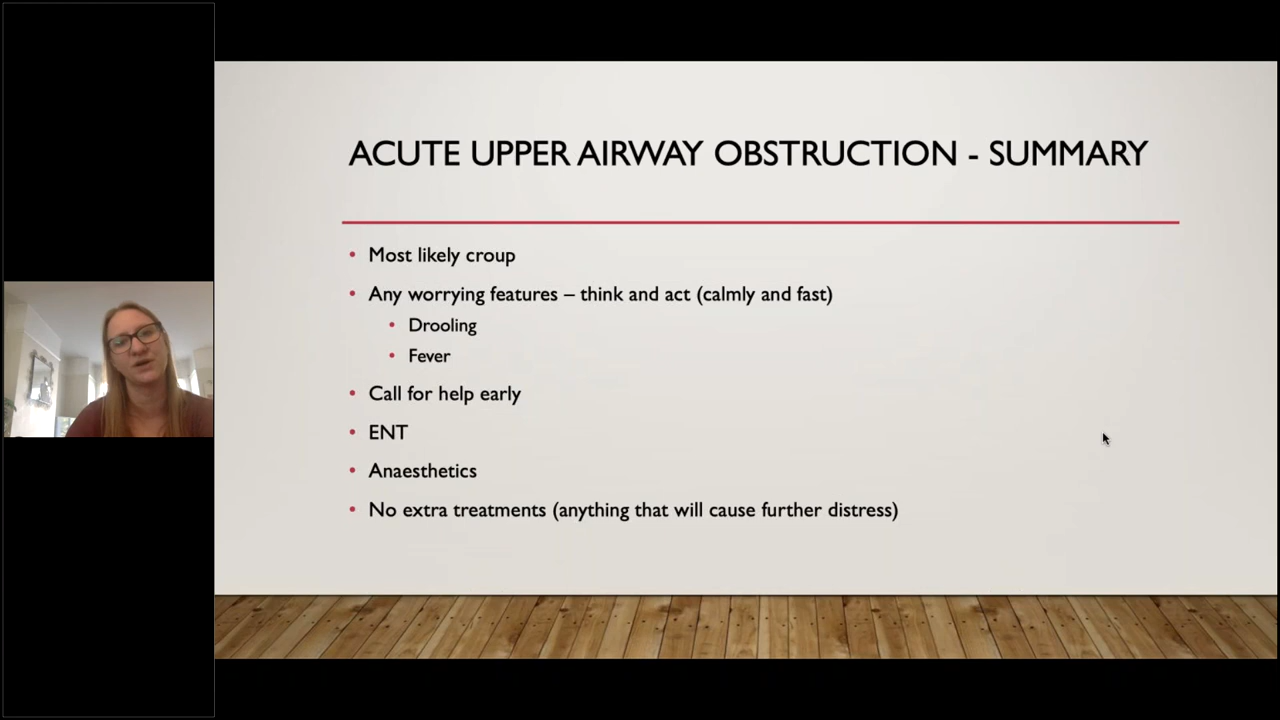 ACUTE UPPER AIRWAY OBSTRUCTION - SUMMARY
• Most likely croup
• Any worrying features – think and act (calmly and fast)
• Drooling
• Fever
• Call for help early
• ENT
• Anaesthetics
• No extra treatments (anything that will cause further distress)